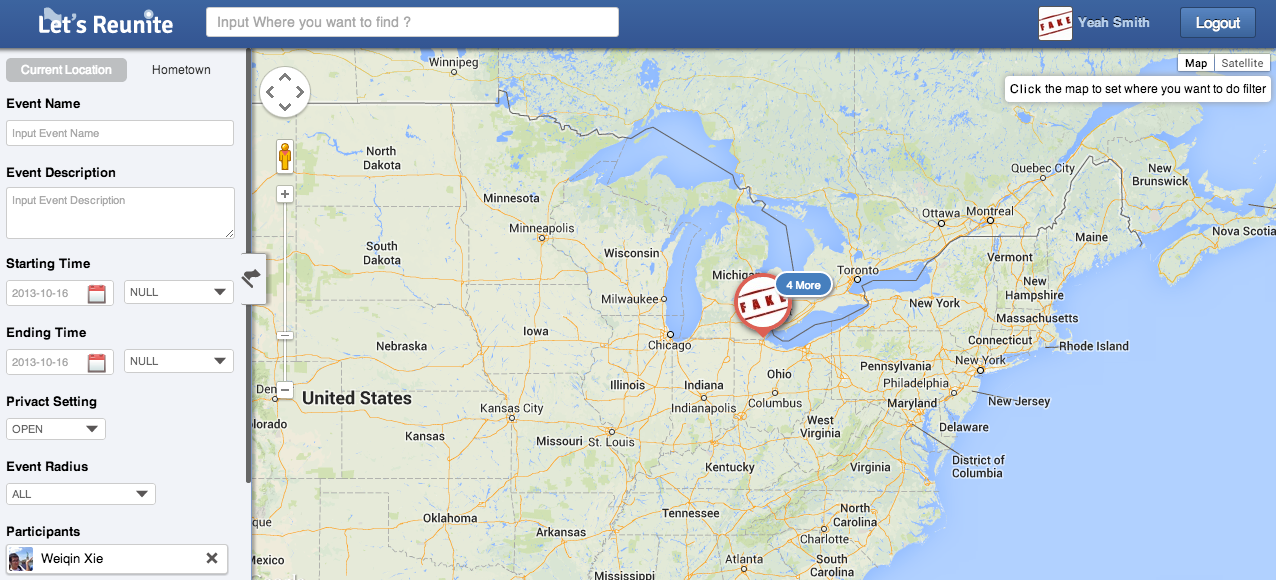 Let's Reunite
Input Where you want to find ?
FAKE
Yeah Smith
Logout
Current Location
Hometown
Event Name
Input Event Name
Event Description
Input Event Description
Starting Time
2013-10-16
NULL
Ending Time
2013-10-16
NULL
Privact Setting
OPEN
Event Radius
ALL
Participants
Weiqin Xie
Map
Satellite
Click the map to set where you want to do filter
Winnipeg
North
Dakota
Minnesota
Minneapolis
South
Dakota
Wisconsin
Michigan
Milwaukee
4 More
FAKE
Toronto
Ottawa
Montreal
Quebec City
New
Brunswick
Nova Scotia
Maine
Vermont
New
Hampshire
Massachusetts
Connecticut
Rhode Island
New York
New York
Iowa
Chicago
Nebraska
Den
United States
Illinois
Indiana
Indianapolis
Ohio
Columbus
Pennsylvania
Philadelphia
Maryland
New Jersey
Delaware
District of
Columbia
West
Virginia
Virginia
Kansas City
Kansas
Missouri
St. Louis
Kentucky
lorado
Oklahoma
Arkansas
Tennessee
North
Carolina
Charlotte
Atlanta
South
Carolina
Mississippi
que
Mexico